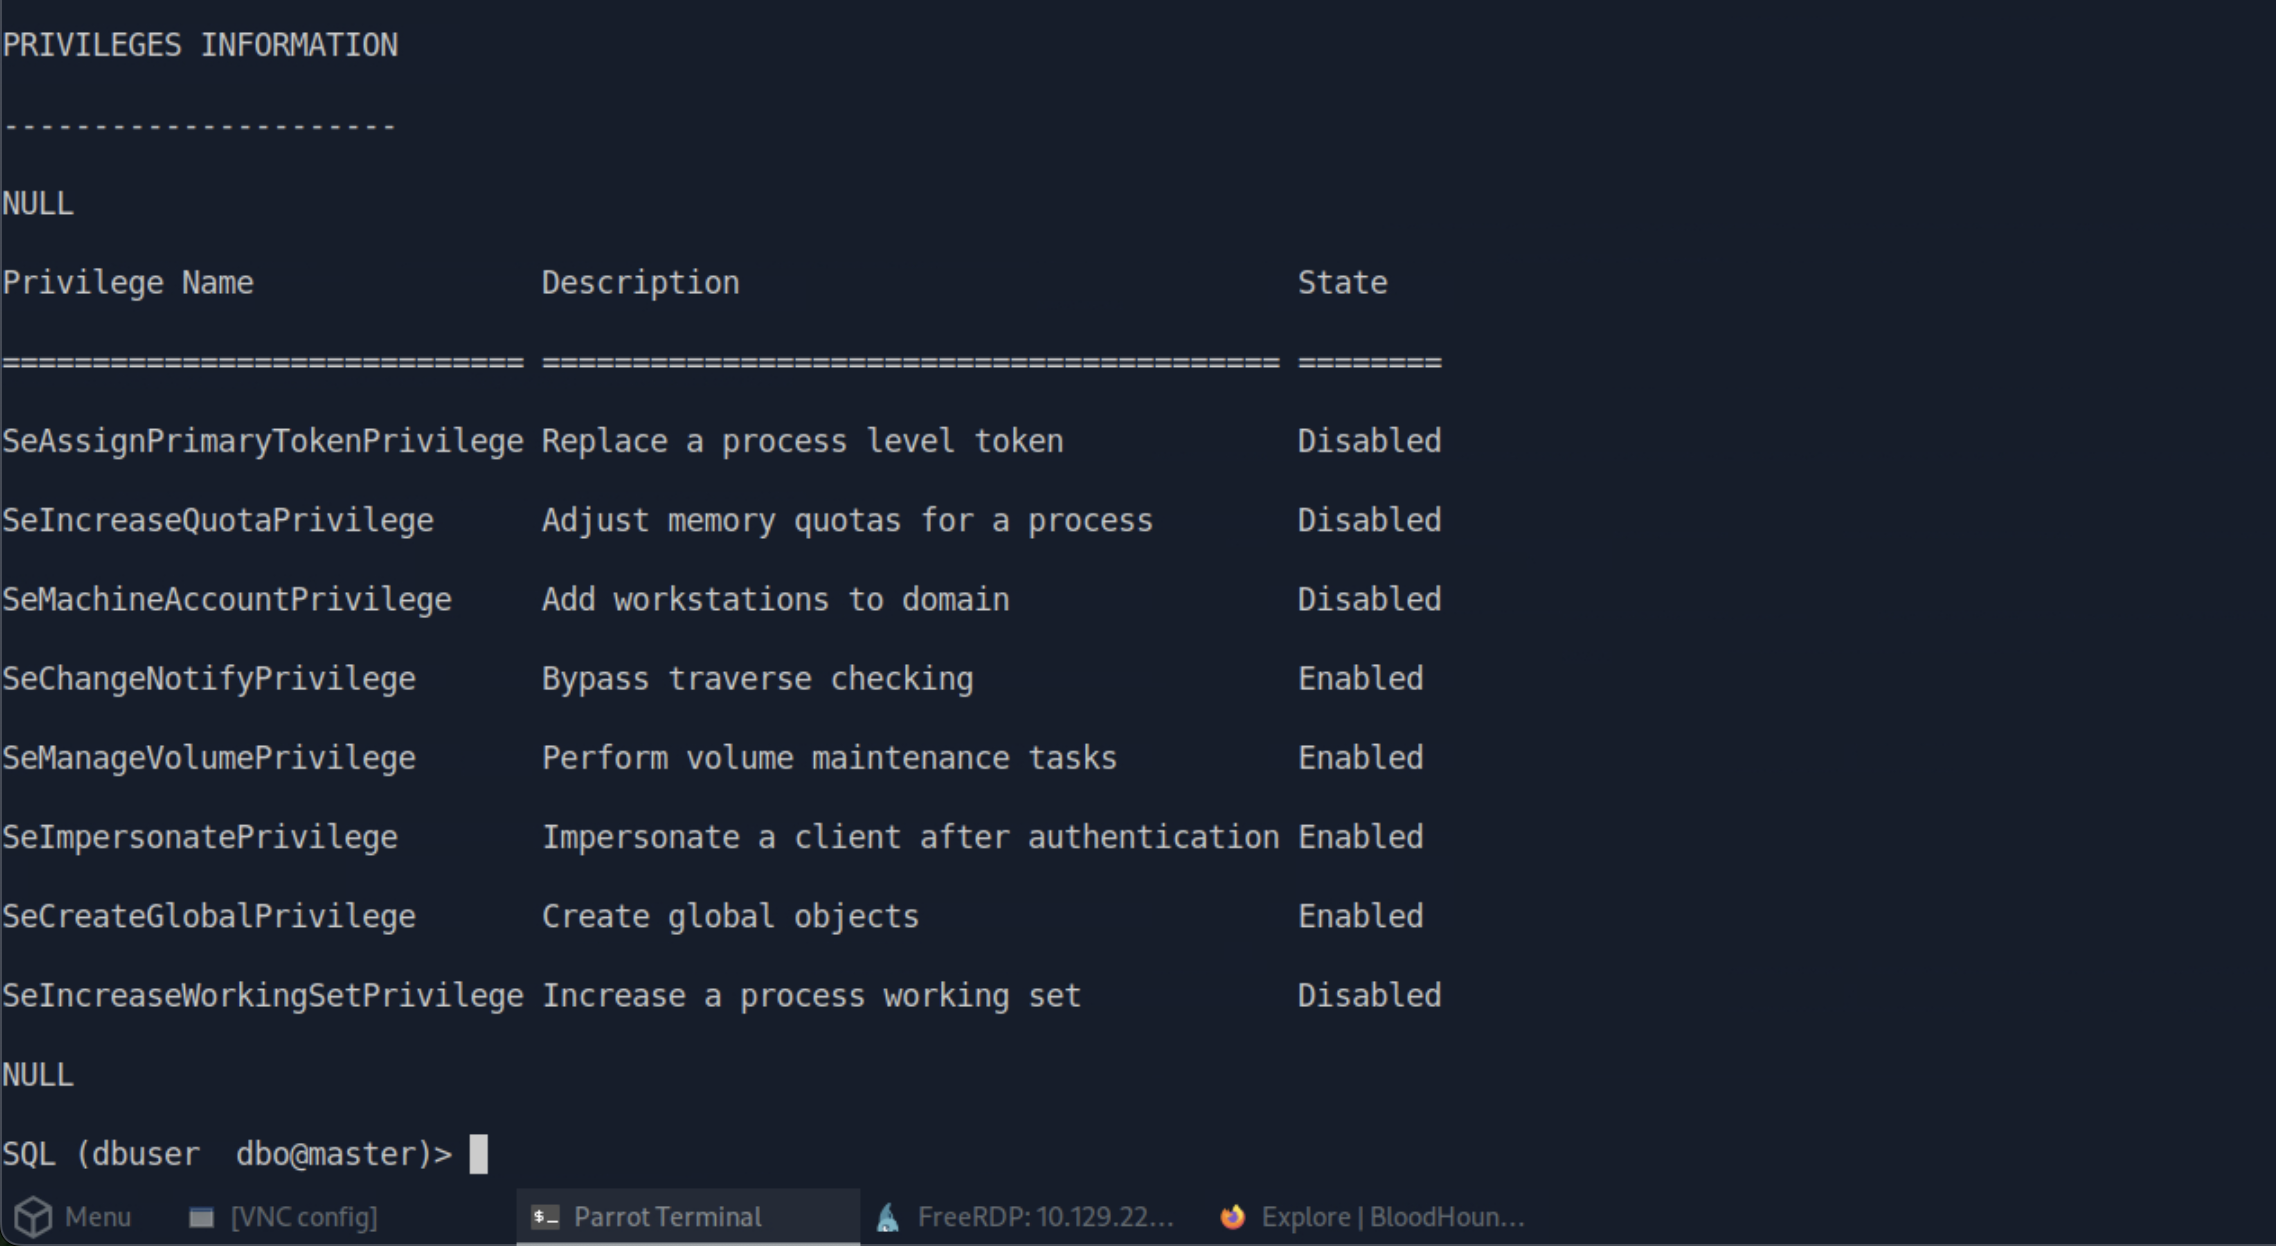 PRIVILEGES INFORMATION
----------------------
NULL
Privilege Name                Description                               State
============================= ========================================= ========
SeAssignPrimaryTokenPrivilege Replace a process level token             Disabled
SeIncreaseQuotaPrivilege      Adjust memory quotas for a process        Disabled
SeMachineAccountPrivilege     Add workstations to domain                Disabled
SeChangeNotifyPrivilege       Bypass traverse checking                  Enabled
SeManageVolumePrivilege       Perform volume maintenance tasks          Enabled
SeImpersonatePrivilege        Impersonate a client after authentication Enabled
SeCreateGlobalPrivilege       Create global objects                     Enabled
SeIncreaseWorkingSetPrivilege Increase a process working set            Disabled
NULL
SQL (dbuser  dbo@master)>
Menu [VNC config] $_ Parrot Terminal FreeRDP: 10.129.22... Explore | BloodHoun...